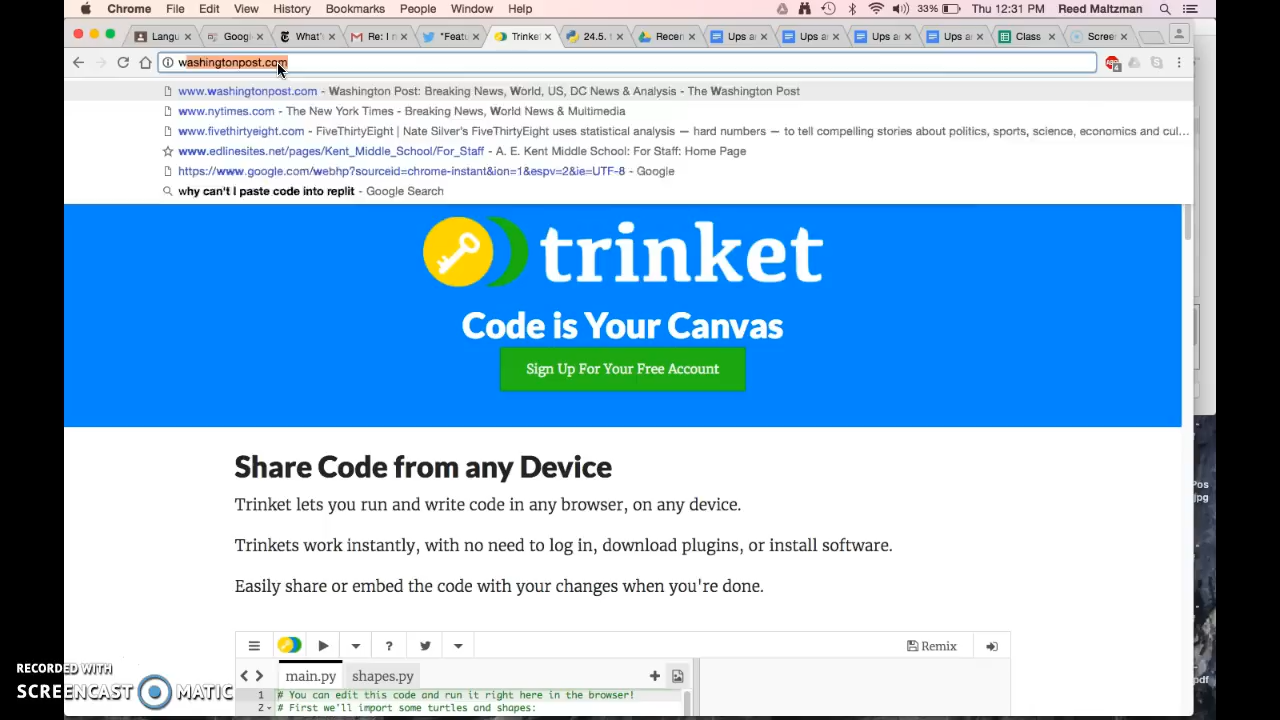 Chrome File Edit View History Bookmarks People Window Help 33% Thu 12:31 PM Reed Maltzman
Langu Googl What' Gmail Re: I r "Featu Trinke 24.5. t Recen Ups a Ups a Ups a Ups a Class Scree
washingtonpost.com
www.washingtonpost.com - Washington Post: Breaking News, World, US, DC News & Analysis - The Washington Post
www.nytimes.com - The New York Times - Breaking News, World News & Multimedia
www.fivethirtyeight.com - FiveThirtyEight | Nate Silver's FiveThirtyEight uses statistical analysis — hard numbers — to tell compelling stories about politics, sports, science, economics and cul...
www.edlinesites.net/pages/Kent_Middle_School/For_Staff - A. E. Kent Middle School: For Staff: Home Page
https://www.google.com/webhp?sourceid=chrome-instant&ion=1&espv=2&ie=UTF-8 - Google
why can't I paste code into replit - Google Search
trinket
Code is Your Canvas
Sign Up For Your Free Account
Share Code from any Device
Trinket lets you run and write code in any browser, on any device.
Trinkets work instantly, with no need to log in, download plugins, or install software.
Easily share or embed the code with your changes when you're done.
? Remix
main.py shapes.py +
1 # You can edit this code and run it right here in the browser!
2 # First we'll import some turtles and shapes:
Pos
jpg
pdf
RECORDED WITH
SCREENCAST MATIC